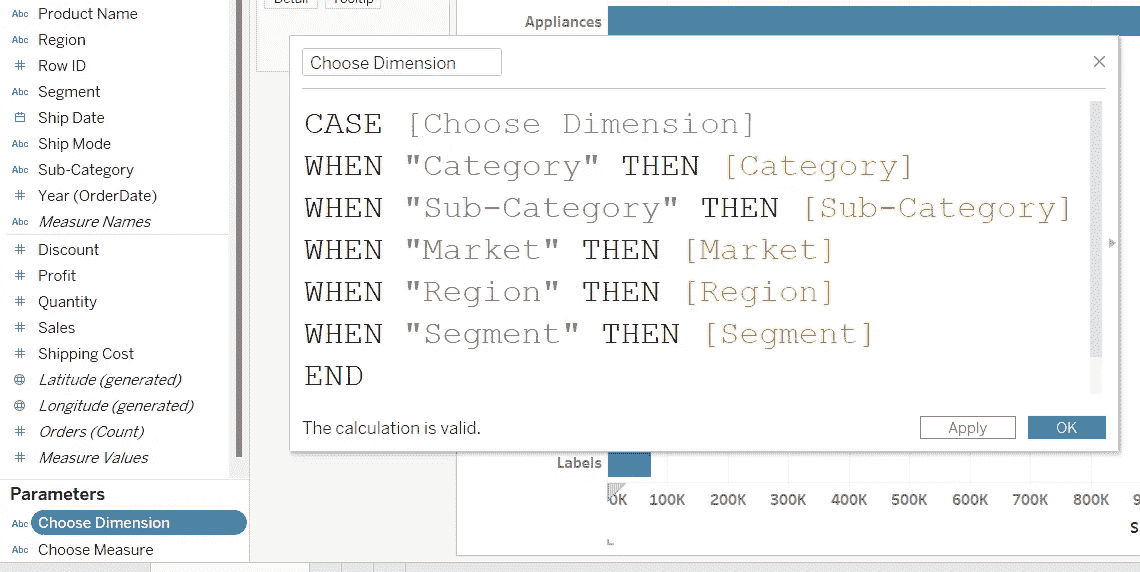 Abc Product Name
Abc Region
# Row ID
Abc Segment
Ship Date
Abc Ship Mode
Abc Sub-Category
# Year (OrderDate)
Abc Measure Names
# Discount
# Profit
# Quantity
# Sales
# Shipping Cost
Latitude (generated)
Longitude (generated)
# Orders (Count)
# Measure Values
Parameters
Abc Choose Dimension
Abc Choose Measure
Detail Tooltip
Appliances
Choose Dimension
CASE [Choose Dimension]
WHEN "Category" THEN [Category]
WHEN "Sub-Category" THEN [Sub-Category]
WHEN "Market" THEN [Market]
WHEN "Region" THEN [Region]
WHEN "Segment" THEN [Segment]
END
The calculation is valid.
Apply OK
Labels
0K 100K 200K 300K 400K 500K 600K 700K 800K 9
S